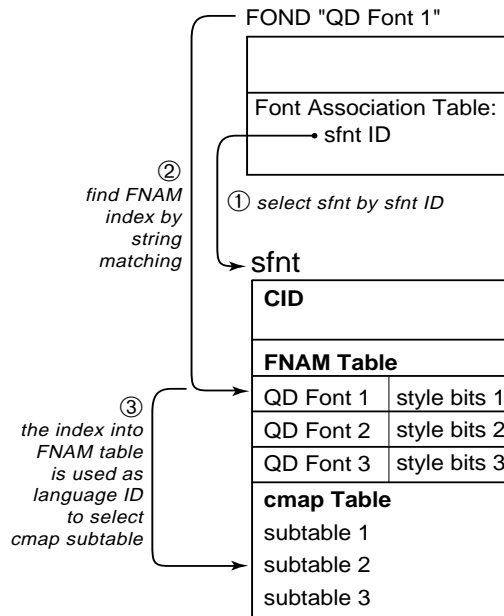 FOND "QD Font 1"
Font Association Table:
sfnt ID
②
find FNAM
index by
string
matching
① select sfnt by sfnt ID
sfnt
CID
FNAM Table
QD Font 1 style bits 1
QD Font 2 style bits 2
QD Font 3 style bits 3
③
the index into
FNAM table
is used as
language ID
to select
cmap subtable
cmap Table
subtable 1
subtable 2
subtable 3